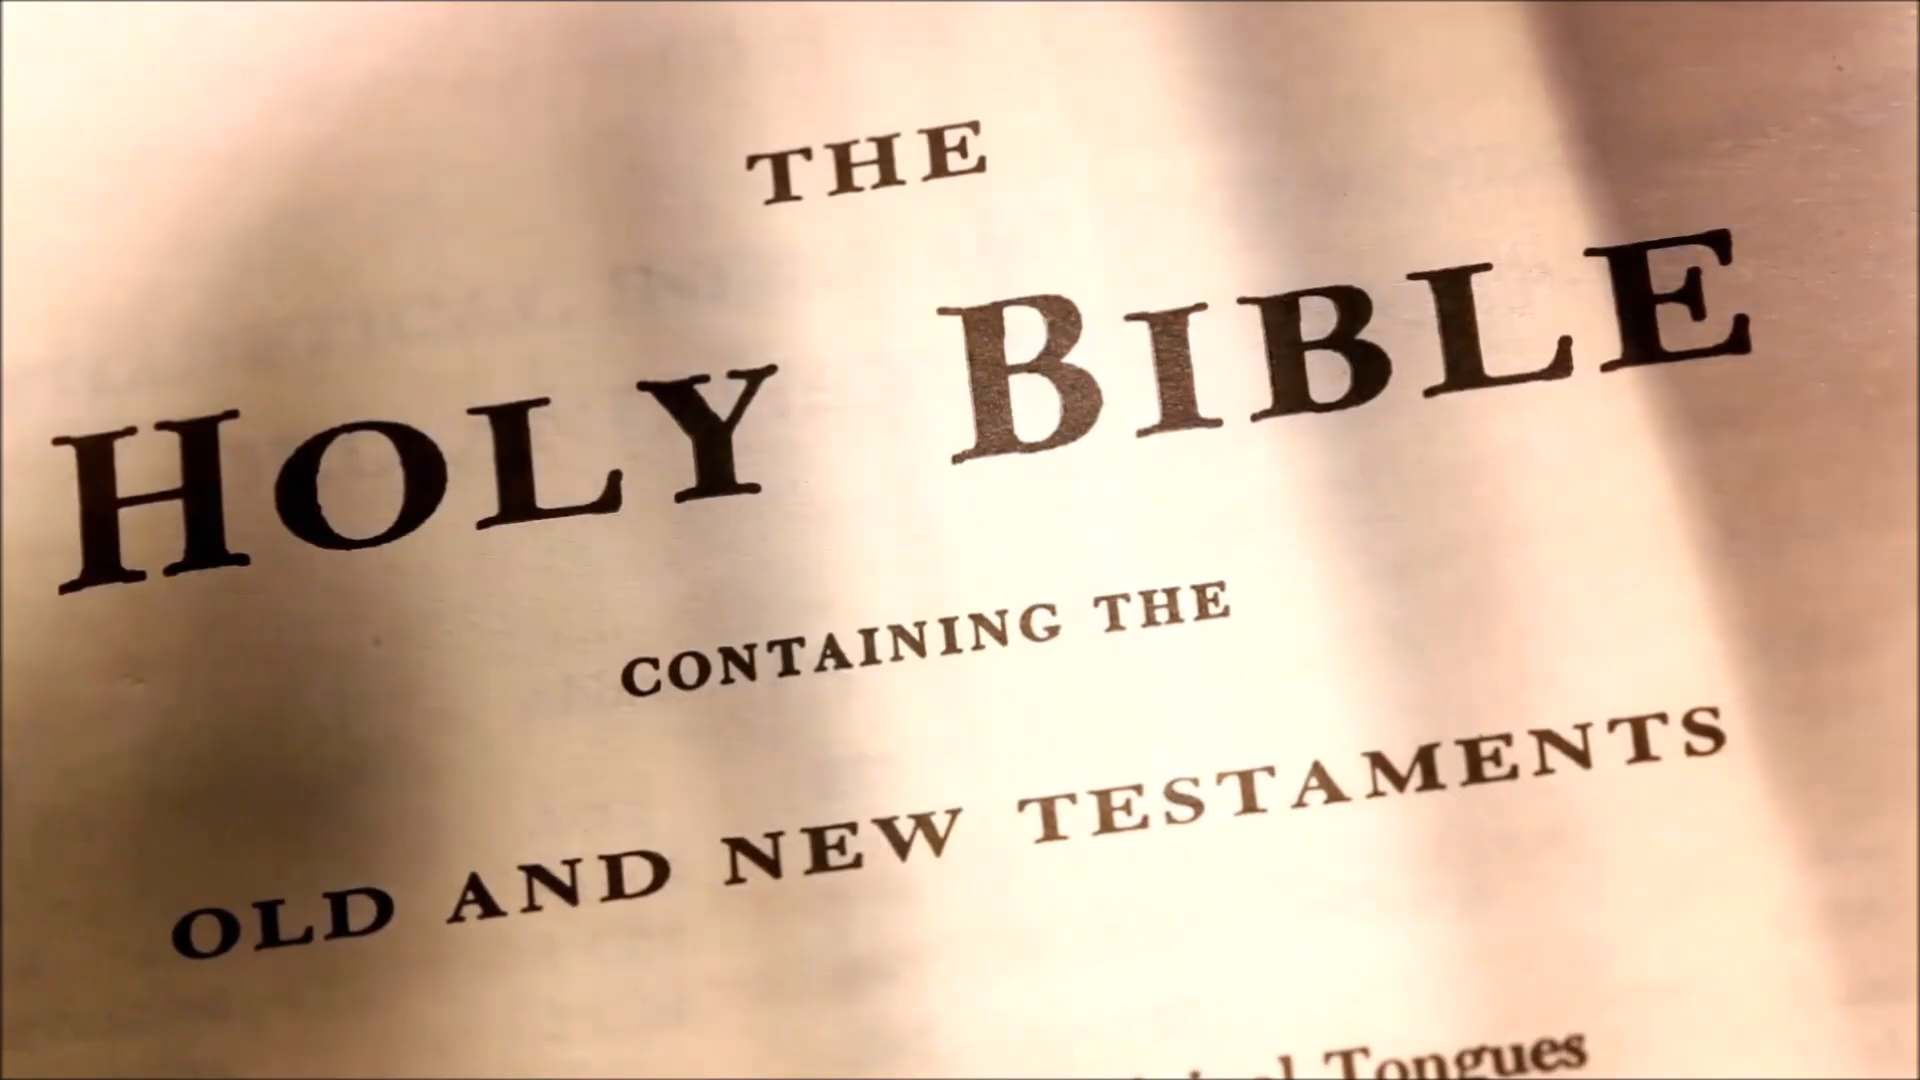 THE
HOLY BIBLE
CONTAINING THE
OLD AND NEW TESTAMENTS
Tongues